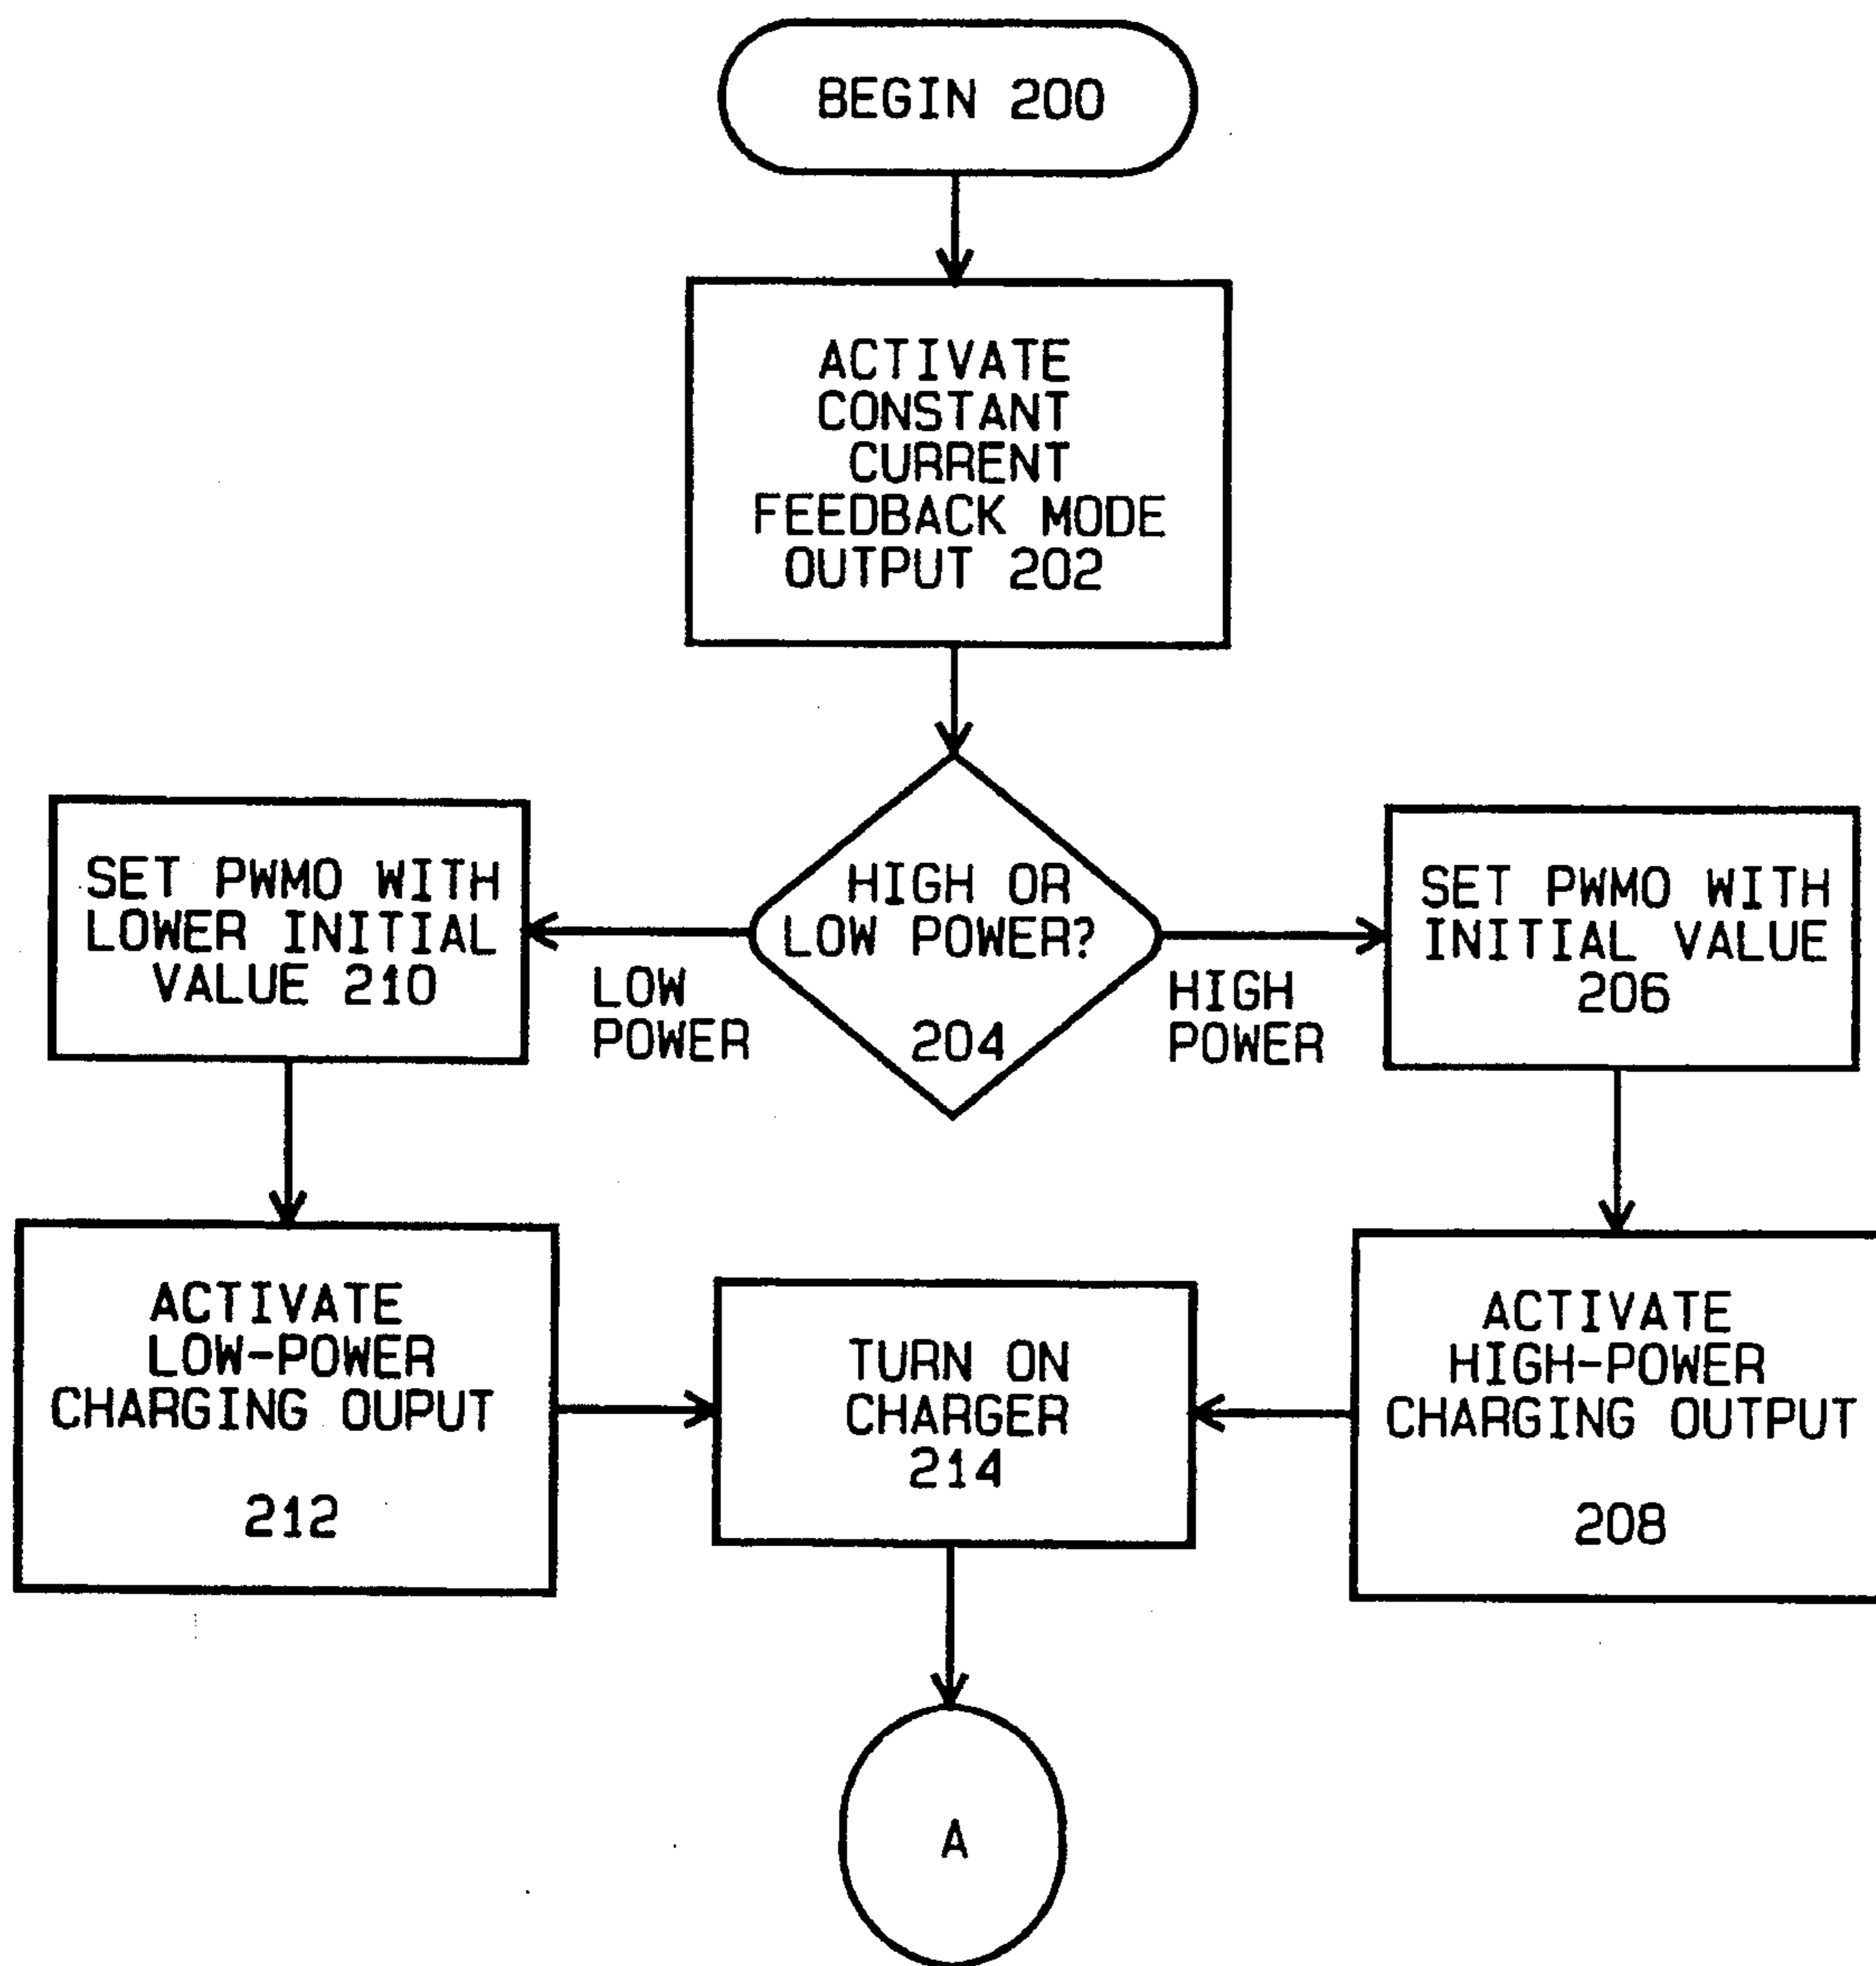 BEGIN 200
ACTIVATE
CONSTANT
CURRENT
FEEDBACK MODE
OUTPUT 202
HIGH OR
LOW POWER?
204
LOW
POWER
HIGH
POWER
SET PWMO WITH
LOWER INITIAL
VALUE 210
SET PWMO WITH
INITIAL VALUE
206
ACTIVATE
LOW-POWER
CHARGING OUPUT
212
ACTIVATE
HIGH-POWER
CHARGING OUTPUT
208
TURN ON
CHARGER
214
A